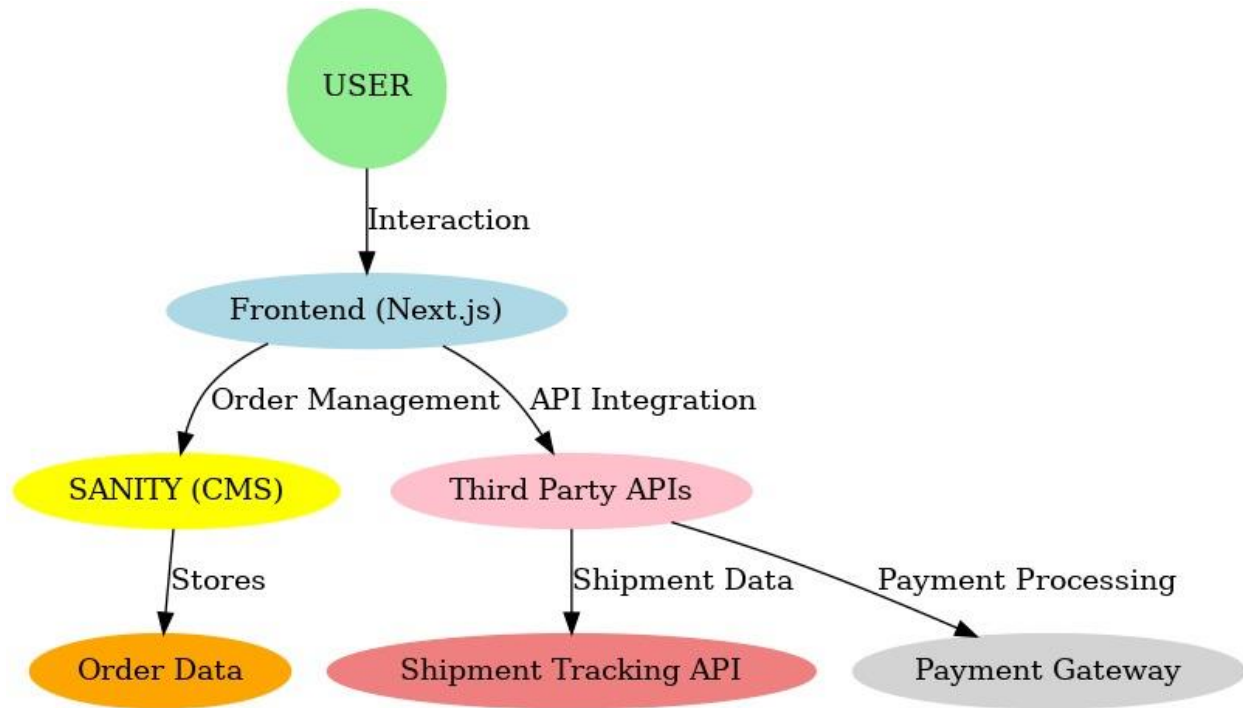 USER
Interaction
Frontend (Next.js)
Order Management
API Integration
SANITY (CMS)
Third Party APIs
Stores
Shipment Data
Payment Processing
Order Data
Shipment Tracking API
Payment Gateway